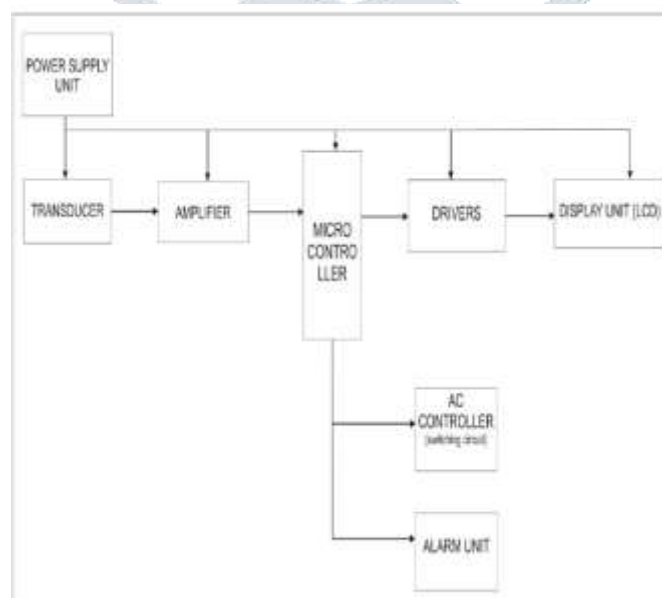 POWER SUPPLY
UNIT
TRANSDUCER
AMPLIFIER
MICRO
CONTRO
LLER
DRIVERS
DISPLAY UNIT (LCD)
AC
CONTROLLER
(switching circuit)
ALARM UNIT